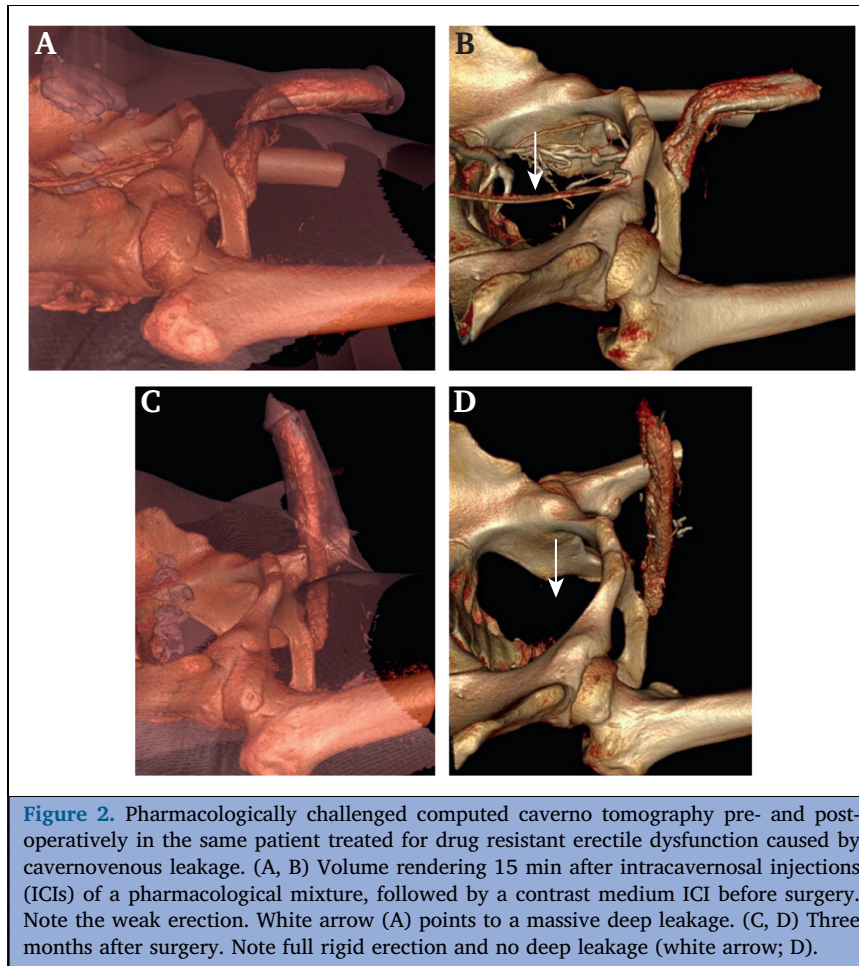 A
B
C
D
Figure 2. Pharmacologically challenged computed caverno tomography pre- and post-
operatively in the same patient treated for drug resistant erectile dysfunction caused by
cavernovenous leakage. (A, B) Volume rendering 15 min after intracavernosal injections
(ICIs) of a pharmacological mixture, followed by a contrast medium ICI before surgery.
Note the weak erection. White arrow (A) points to a massive deep leakage. (C, D) Three
months after surgery. Note full rigid erection and no deep leakage (white arrow; D).